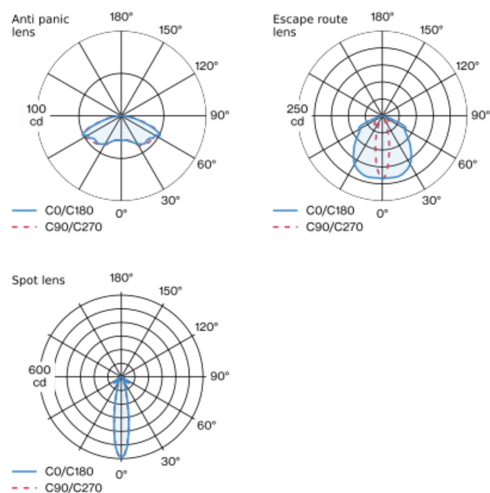 Anti panic
lens
180°
150°
120°
100
cd
90°
60°
30°
0°
C0/C180
C90/C270
Escape route
lens
180°
150°
120°
250
cd
90°
60°
30°
0°
C0/C180
C90/C270
Spot lens
180°
150°
120°
600
cd
90°
60°
30°
0°
C0/C180
C90/C270